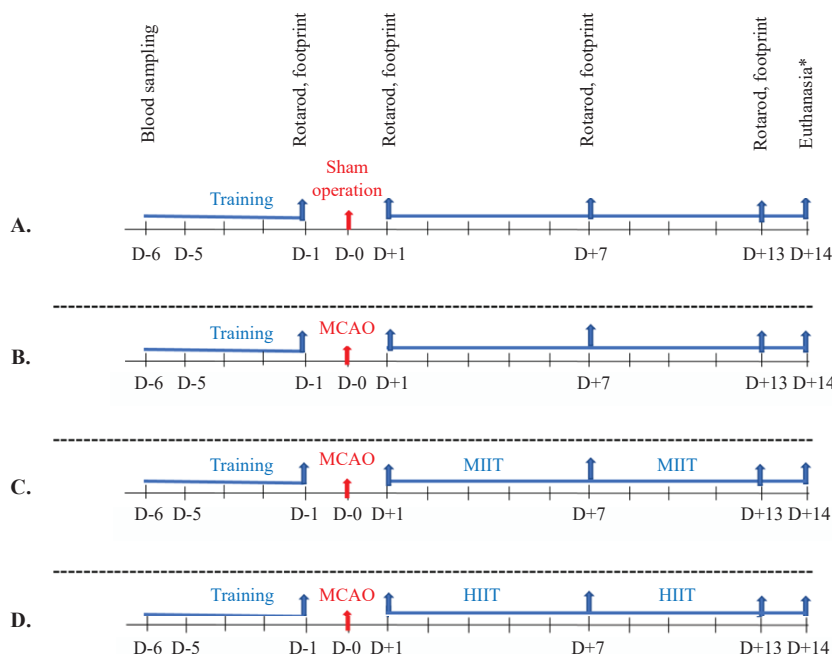 Blood sampling
Rotarod, footprint
Rotarod, footprint
Rotarod, footprint
Rotarod, footprint
Euthanasia*
Sham
operation
Training
A.
D-6 D-5 D-1 D-0 D+1 D+7 D+13 D+14
Training MCAO
B.
D-6 D-5 D-1 D-0 D+1 D+7 D+13 D+14
Training MCAO MIIT MIIT
C.
D-6 D-5 D-1 D-0 D+1 D+7 D+13 D+14
Training MCAO HIIT HIIT
D.
D-6 D-5 D-1 D-0 D+1 D+7 D+13 D+14